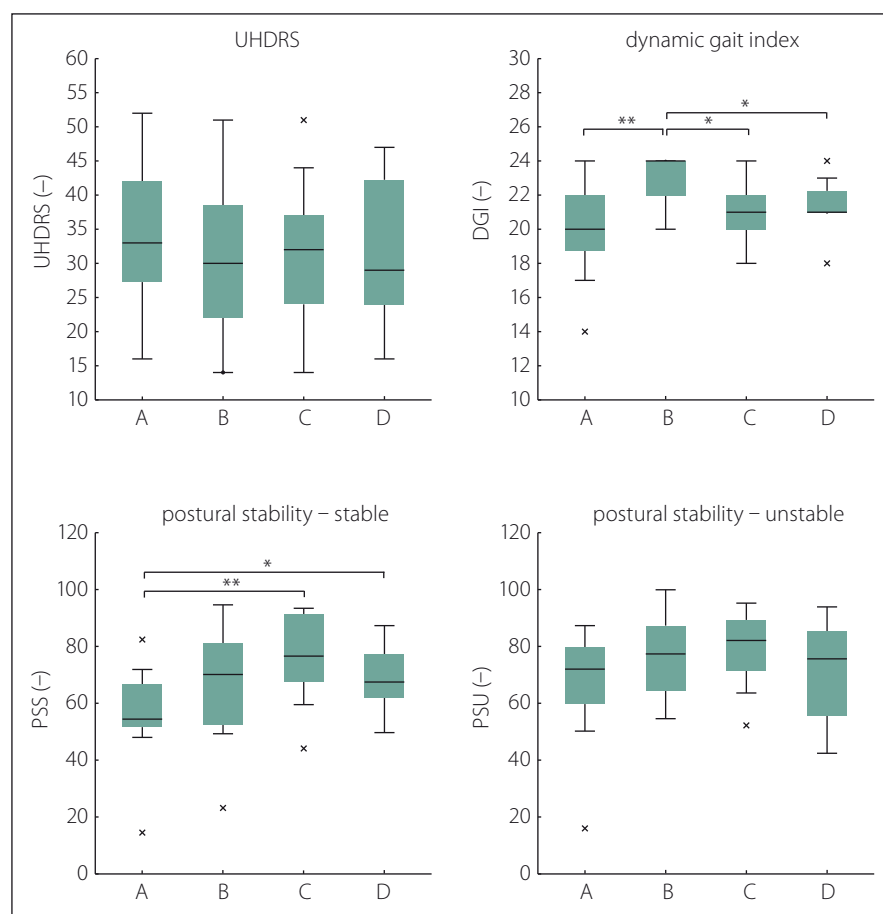 UHDRS
60
55
50
45
40
35
30
25
20
15
10
UHDRS (–)
A B C D
dynamic gait index
30
28
26
24
22
20
18
16
14
12
10
DGI (–)
** * *
A B C D
postural stability – stable
120
100
80
60
40
20
0
PSS (–)
*
**
A B C D
postural stability – unstable
120
100
80
60
40
20
0
PSU (–)
A B C D